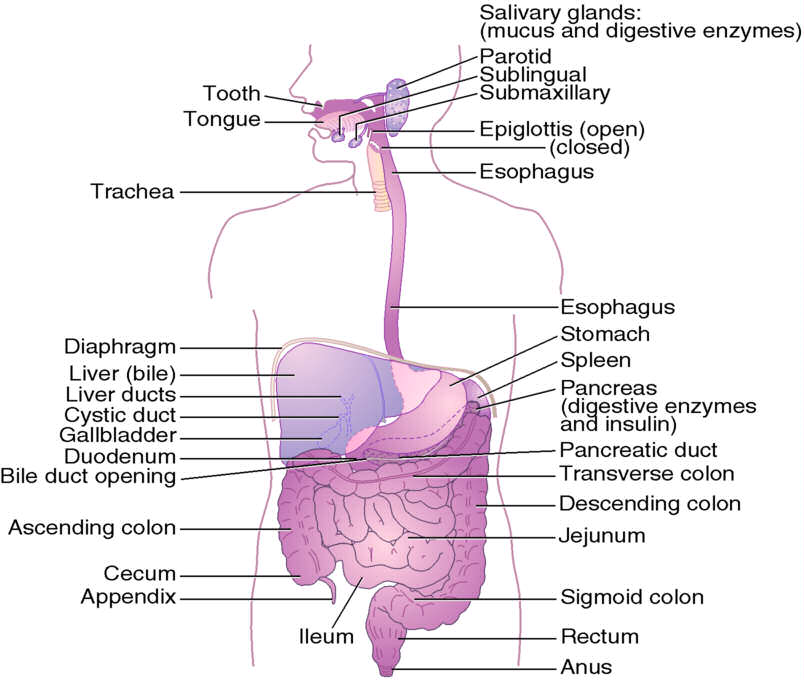 Salivary glands:
(mucus and digestive enzymes)
Parotid
Sublingual
Submaxillary
Tooth
Tongue
Epiglottis (open)
(closed)
Esophagus
Trachea
Esophagus
Stomach
Spleen
Pancreas
(digestive enzymes
and insulin)
Pancreatic duct
Transverse colon
Descending colon
Jejunum
Sigmoid colon
Rectum
Anus
Diaphragm
Liver (bile)
Liver ducts
Cystic duct
Gallbladder
Duodenum
Bile duct opening
Ascending colon
Cecum
Appendix
Ileum